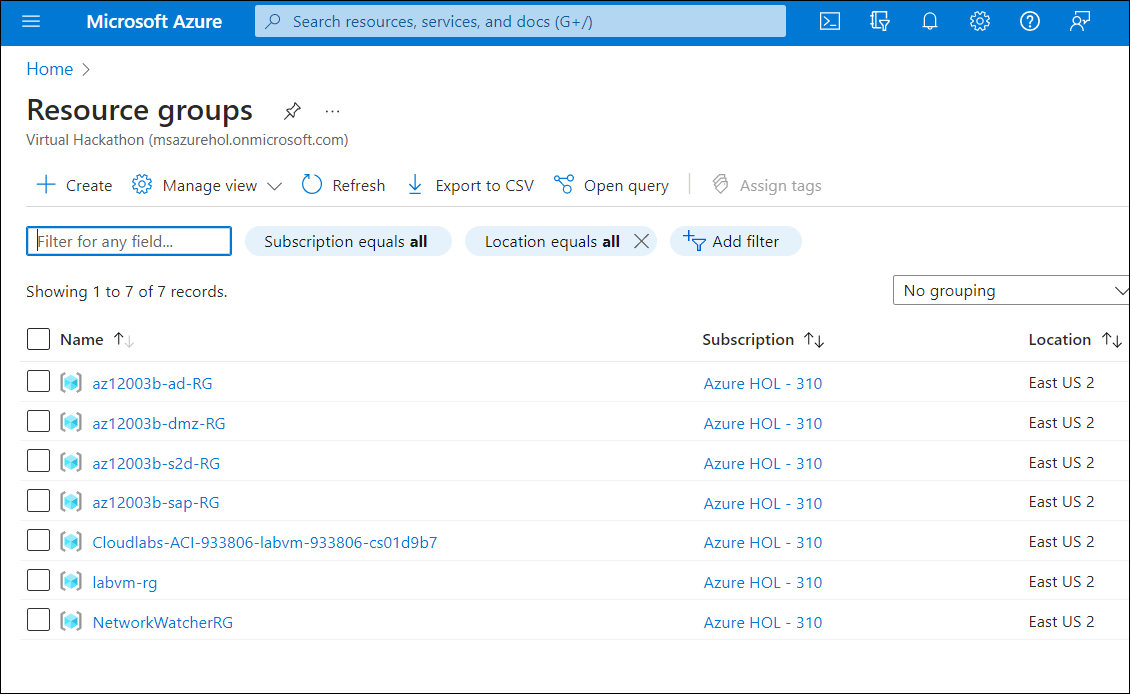 Microsoft Azure Search resources, services, and docs (G+/)
Home >
Resource groups ...
Virtual Hackathon (msazurehol.onmicrosoft.com)
Create Manage view Refresh Export to CSV Open query Assign tags
Filter for any field... Subscription equals all Location equals all Add filter
Showing 1 to 7 of 7 records. No grouping
Name Subscription Location
az12003b-ad-RG Azure HOL - 310 East US 2
az12003b-dmz-RG Azure HOL - 310 East US 2
az12003b-s2d-RG Azure HOL - 310 East US 2
az12003b-sap-RG Azure HOL - 310 East US 2
Cloudlabs-ACI-933806-labvm-933806-cs01d9b7 Azure HOL - 310 East US 2
labvm-rg Azure HOL - 310 East US 2
NetworkWatcherRG Azure HOL - 310 East US 2